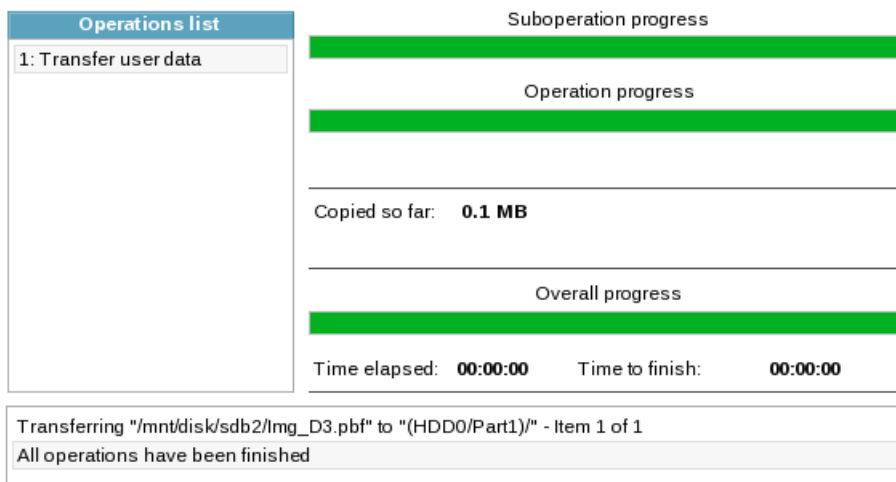 Operations list
1: Transfer user data
Suboperation progress
Operation progress
Copied so far: 0.1 MB
Overall progress
Time elapsed: 00:00:00 Time to finish: 00:00:00
Transferring "/mnt/disk/sdb2/Img_D3.pbf" to "(HDD0/Part1)/" - Item 1 of 1
All operations have been finished